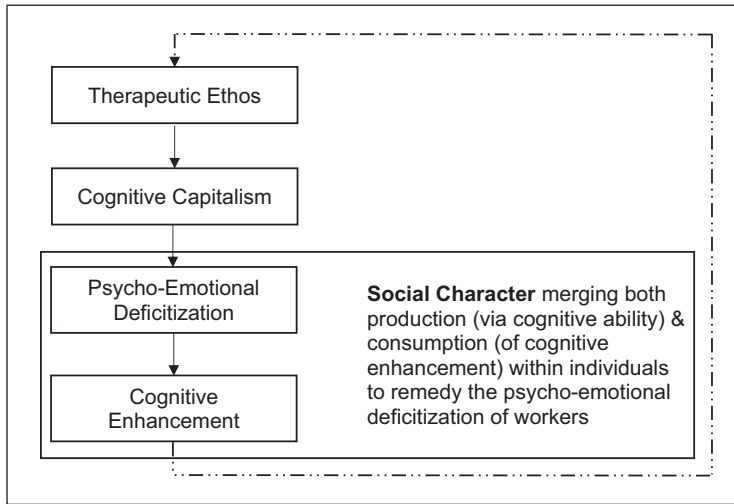 Therapeutic Ethos
Cognitive Capitalism
Psycho-Emotional
Deficitization
Cognitive
Enhancement
Social Character merging both
production (via cognitive ability) &
consumption (of cognitive
enhancement) within individuals
to remedy the psycho-emotional
deficitization of workers